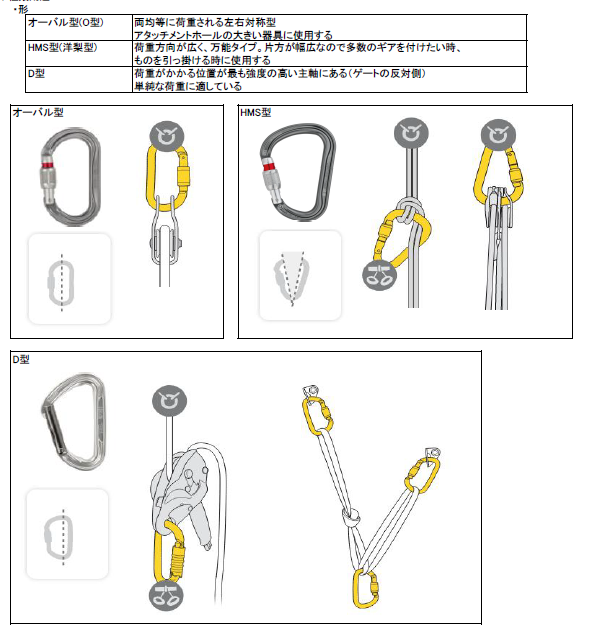 ・形
オーバル型(O型)
両均等に荷重される左右対称型
アタッチメントホールの大きい器具に使用する
HMS型(洋梨型)
荷重方向が広く、万能タイプ。片方が幅広なので多数のギアを付けたい時、
ものを引っ掛ける時に使用する
D型
荷重がかかる位置が最も強度の高い主軸にある(ゲートの反対側)
単純な荷重に適している
オーバル型
HMS型
D型